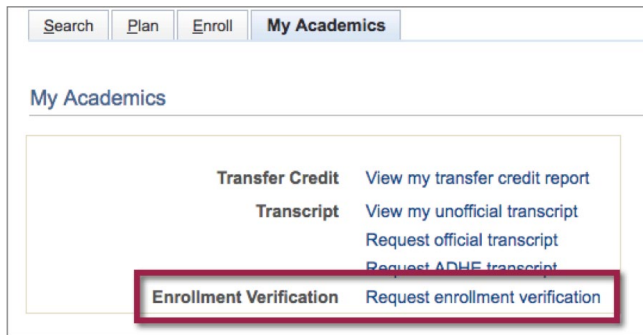 Search Plan Enroll My Academics
My Academics
Transfer Credit View my transfer credit report
Transcript View my unofficial transcript
Request official transcript
Request ADHE transcript
Enrollment Verification Request enrollment verification